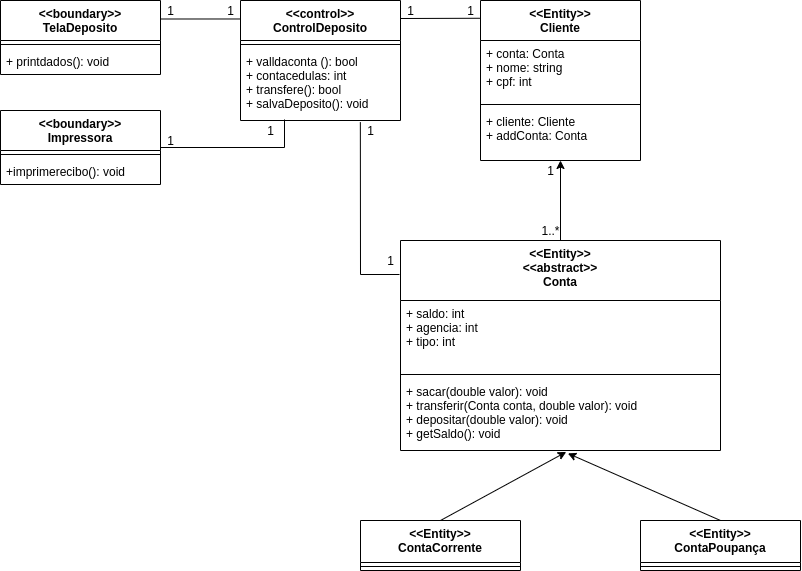 <<boundary>>
TelaDeposito
+ printdados(): void
1
1
<<control>>
ControlDeposito
+ valldaconta (): bool
+ contacedulas: int
+ transfere(): bool
+ salvaDeposito(): void
1
1
<<Entity>>
Cliente
+ conta: Conta
+ nome: string
+ cpf: int
+ cliente: Cliente
+ addConta: Conta
<<boundary>>
Impressora
+imprimerecibo(): void
1
1
1
1
1..*
1
<<Entity>>
<<abstract>>
Conta
+ saldo: int
+ agencia: int
+ tipo: int
+ sacar(double valor): void
+ transferir(Conta conta, double valor): void
+ depositar(double valor): void
+ getSaldo(): void
<<Entity>>
ContaCorrente
<<Entity>>
ContaPoupança